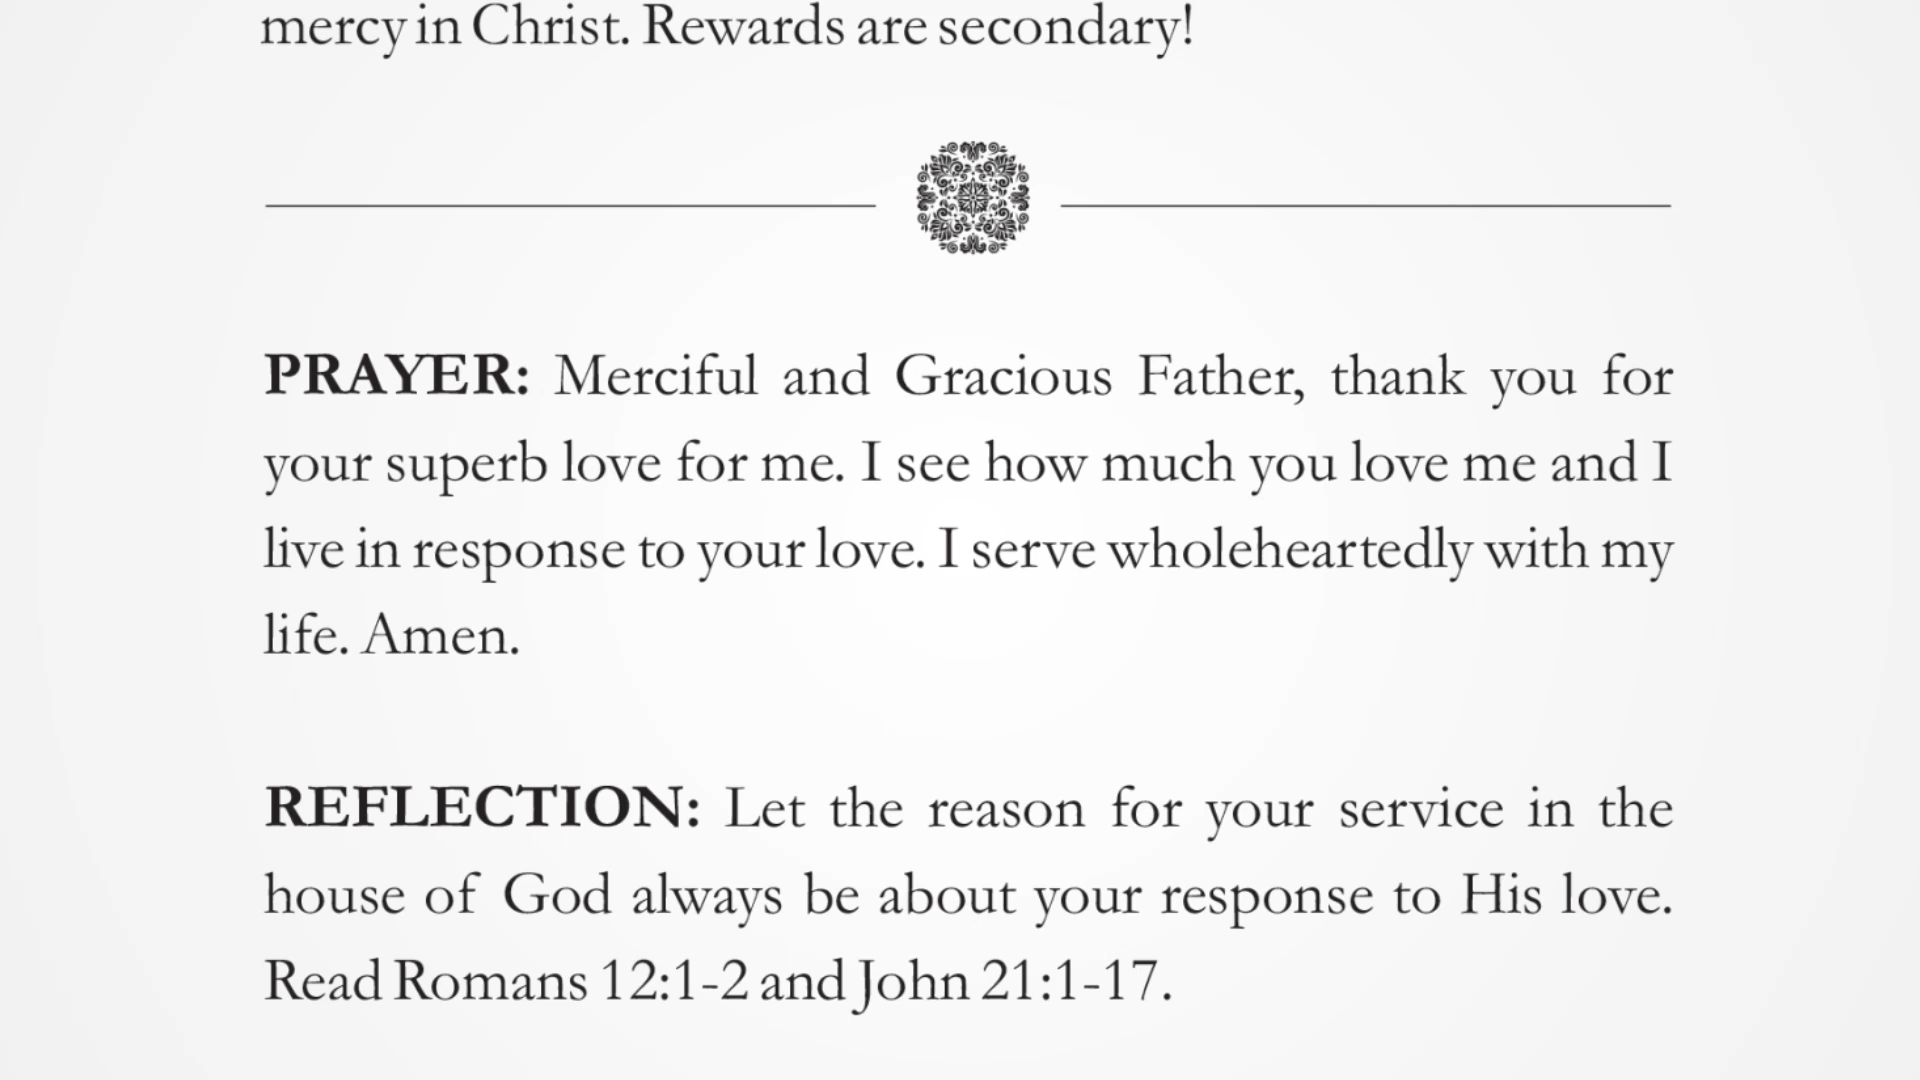 mercy in Christ. Rewards are secondary!
PRAYER: Merciful and Gracious Father, thank you for
your superb love for me. I see how much you love me and I
live in response to your love. I serve wholeheartedly with my
life. Amen.
REFLECTION: Let the reason for your service in the
house of God always be about your response to His love.
Read Romans 12:1-2 and John 21:1-17.